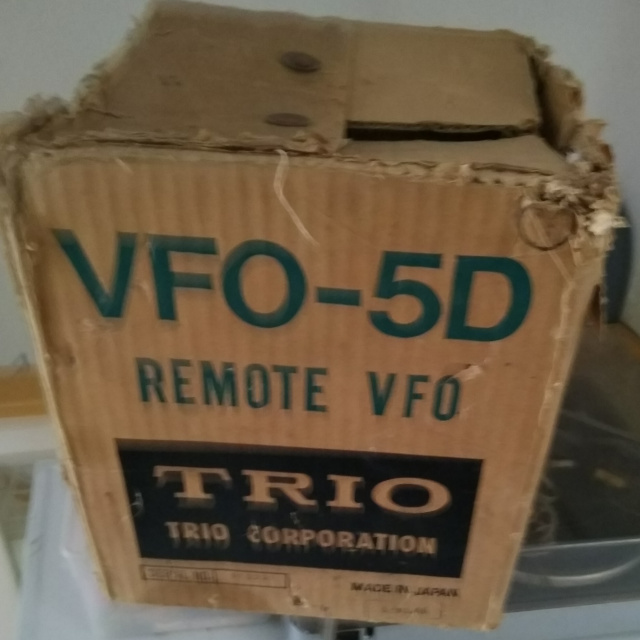 VFO-5D
REMOTE VFO
TRIO
TRIO CORPORATION
MADE IN JAPAN